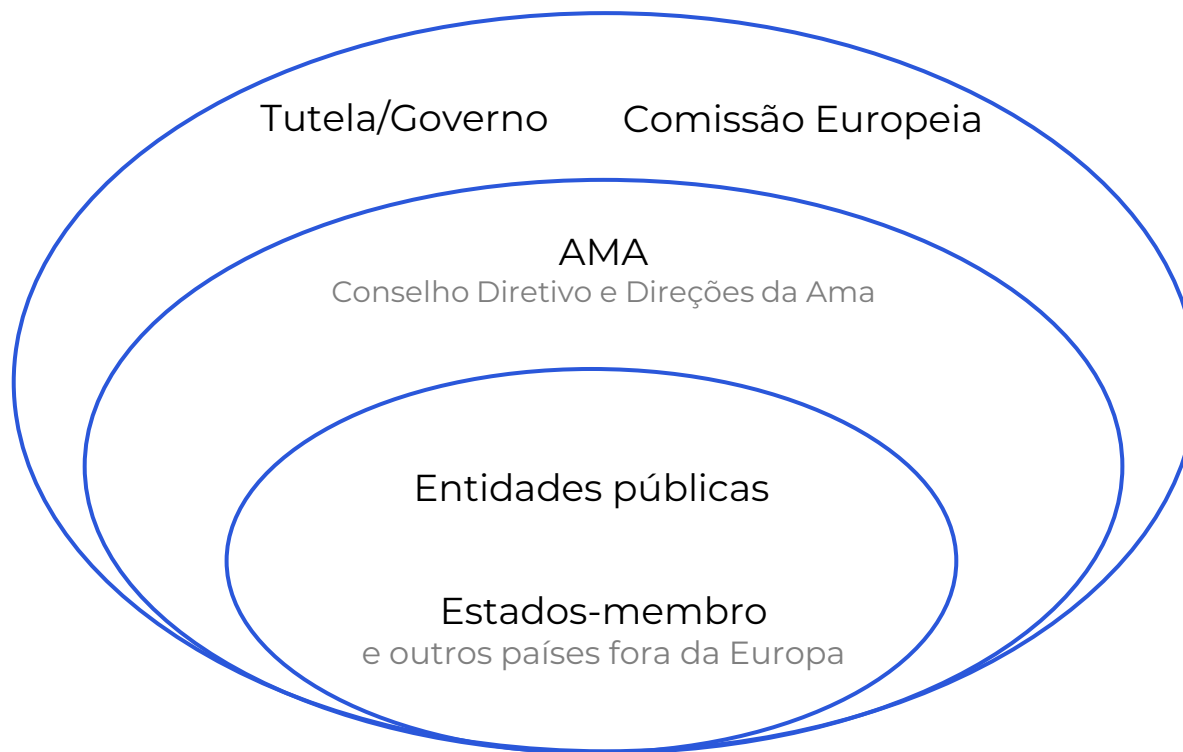 Tutela/Governo
Comissão Europeia
AMA
Conselho Diretivo e Direções da Ama
Entidades públicas
Estados-membro
e outros países fora da Europa